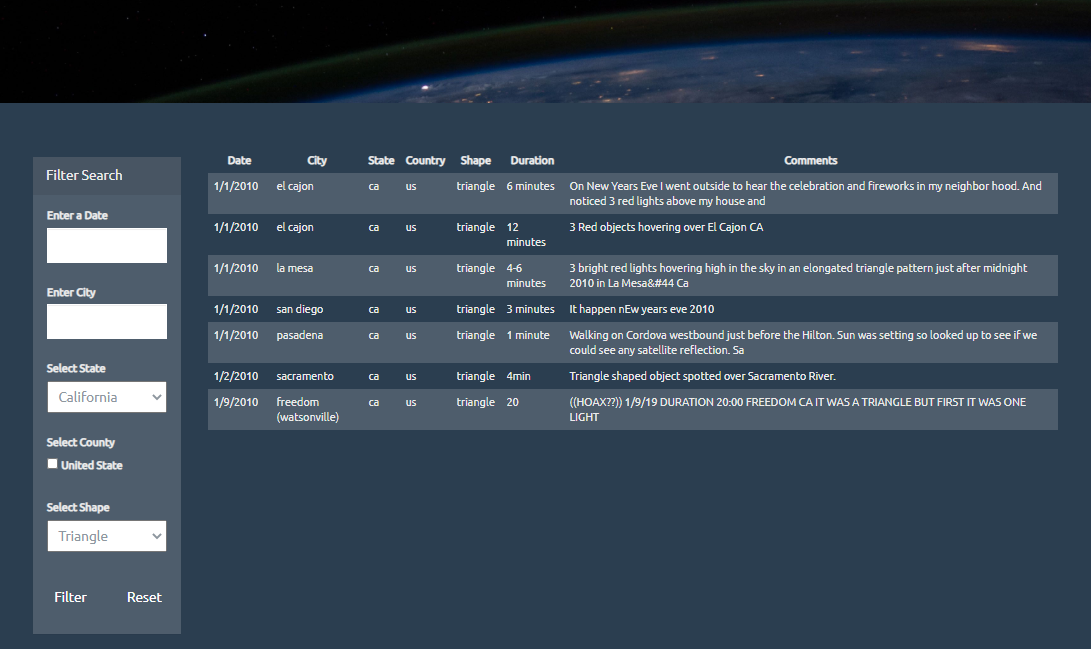 Filter Search
Enter a Date
Enter City
Select State
California
Select County
United State
Select Shape
Triangle
Filter Reset
Date City State Country Shape Duration Comments
1/1/2010 el cajon ca us triangle 6 minutes On New Years Eve I went outside to hear the celebration and fireworks in my neighbor hood. And
noticed 3 red lights above my house and
1/1/2010 el cajon ca us triangle 12 3 Red objects hovering over El Cajon CA
minutes
1/1/2010 la mesa ca us triangle 4-6 3 bright red lights hovering high in the sky in an elongated triangle pattern just after midnight
minutes 2010 in La Mesa&#44 Ca
1/1/2010 san diego ca us triangle 3 minutes It happen nEw years eve 2010
1/1/2010 pasadena ca us triangle 1 minute Walking on Cordova westbound just before the Hilton. Sun was setting so looked up to see if we
could see any satellite reflection. Sa
1/2/2010 sacramento ca us triangle 4min Triangle shaped object spotted over Sacramento River.
1/9/2010 freedom ca us triangle 20 ((HOAX??)) 1/9/19 DURATION 20:00 FREEDOM CA IT WAS A TRIANGLE BUT FIRST IT WAS ONE
(watsonville) LIGHT